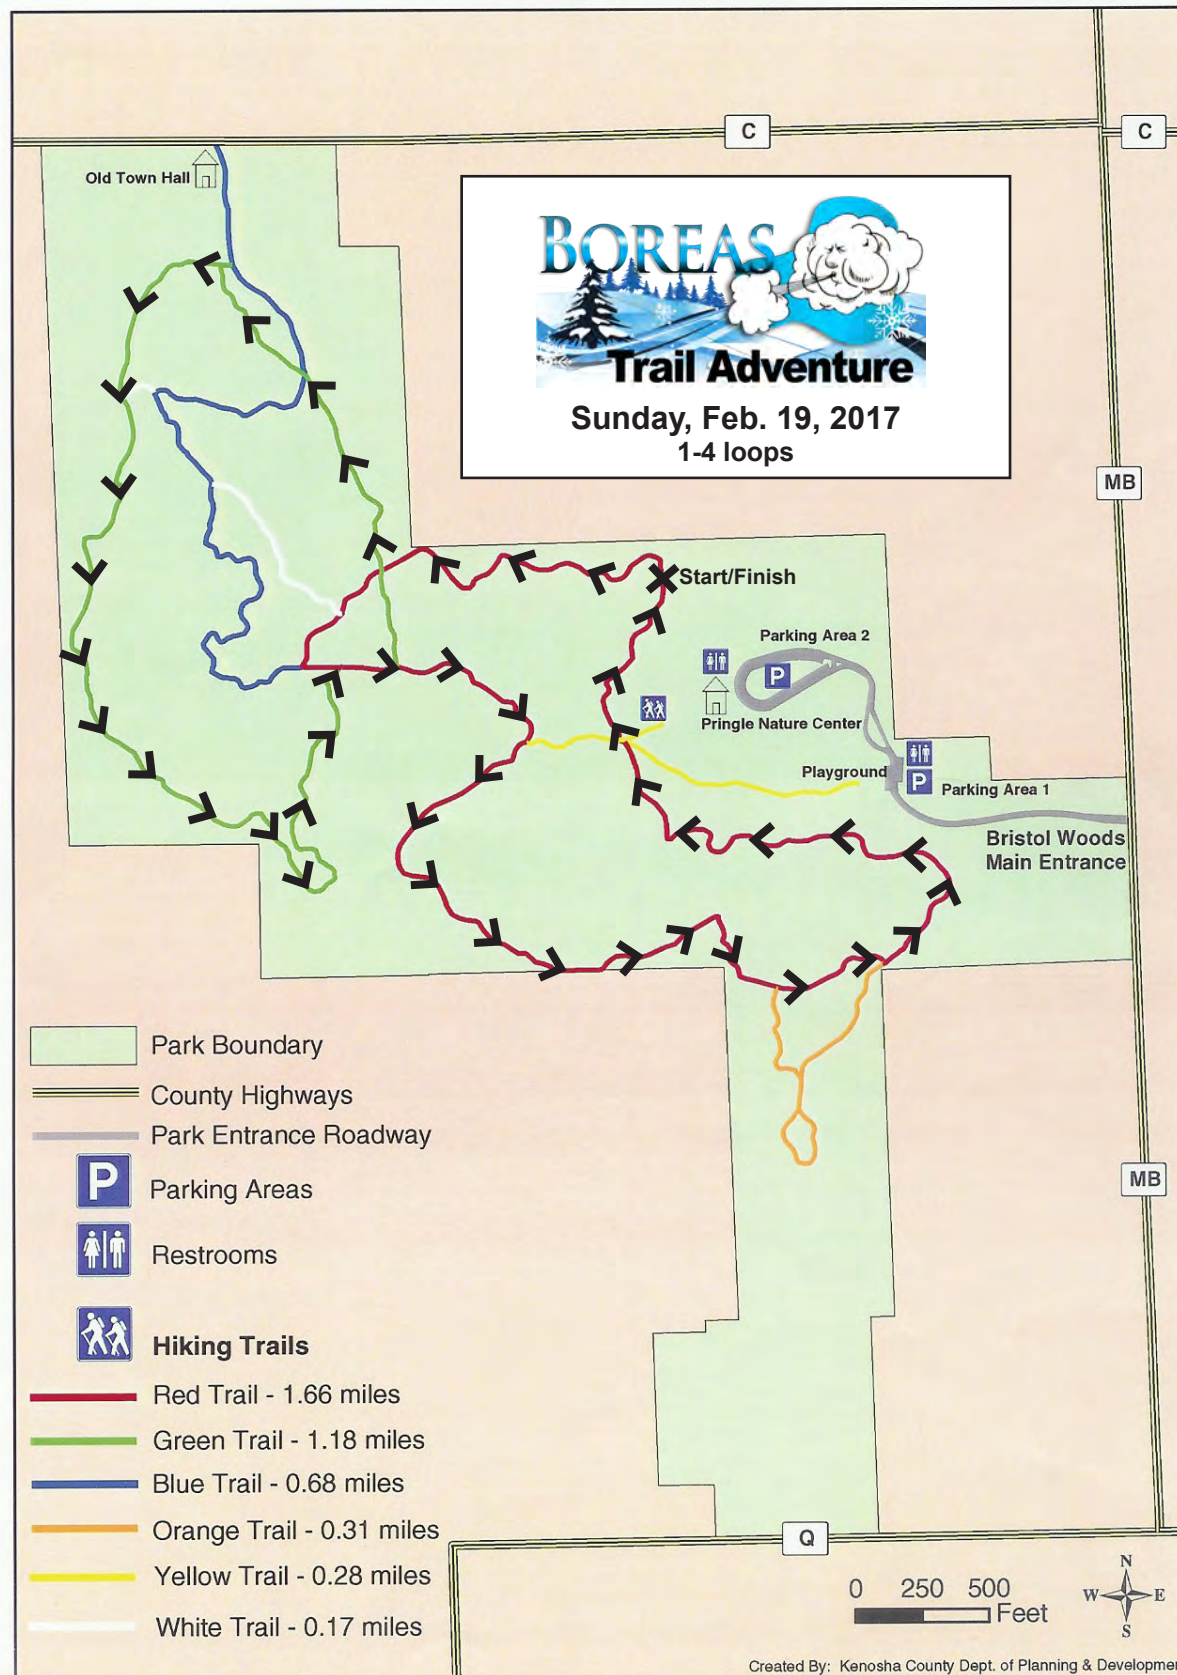 C
C
Old Town Hall
BOREAS
Trail Adventure
Sunday, Feb. 19, 2017
1-4 loops
MB
Start/Finish
Parking Area 2
P
Pringle Nature Center
Playground
P
Parking Area 1
Bristol Woods
Main Entrance
Park Boundary
County Highways
Park Entrance Roadway
P
Parking Areas
MB
Restrooms
Hiking Trails
Red Trail - 1.66 miles
Green Trail - 1.18 miles
Blue Trail - 0.68 miles
Orange Trail - 0.31 miles
Q
Yellow Trail - 0.28 miles
White Trail - 0.17 miles
0 250 500
Feet
N
W E
S
Created By: Kenosha County Dept. of Planning & Developmen